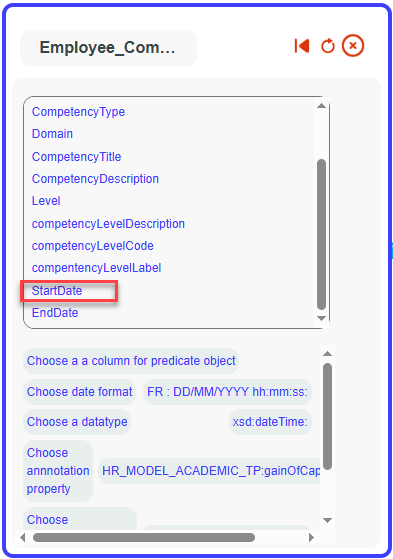 Employee_Com...
CompetencyType
Domain
CompetencyTitle
CompetencyDescription
Level
competencyLevelDescription
competencyLevelCode
compentencyLevelLabel
StartDate
EndDate
Choose a a column for predicate object
Choose date format FR : DD/MM/YYYY hh:mm:ss:
Choose a datatype xsd:dateTime:
Choose
annnotation HR_MODEL_ACADEMIC_TP:gainOfCap
property
Choose